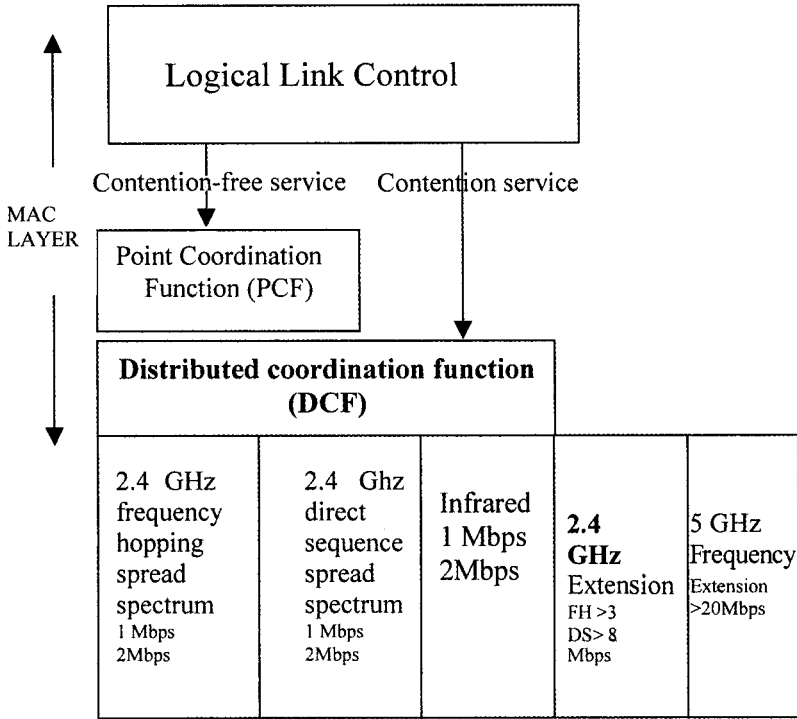 Logical Link Control
Contention-free service
Contention service
MAC
LAYER
Point Coordination
Function (PCF)
Distributed coordination function
(DCF)
2.4 GHz
frequency
hopping
spread
spectrum
1 Mbps
2Mbps
2.4 Ghz
direct
sequence
spread
spectrum
1 Mbps
2Mbps
Infrared
1 Mbps
2Mbps
2.4
GHz
Extension
FH >3
DS> 8
Mbps
5 GHz
Frequency
Extension
>20Mbps